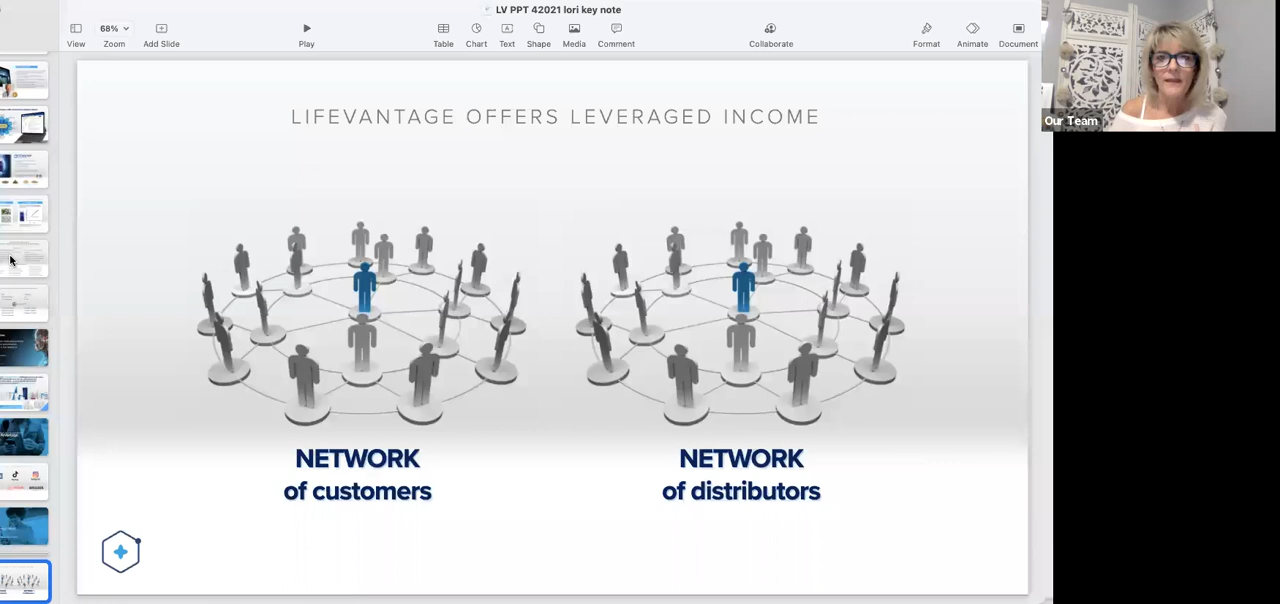 LV PPT 42021 lori key note
68%
View
Zoom
Add Slide
Play
Table
Chart
Text
Shape
Media
Comment
Collaborate
Format
Animate
Document
Our Team
LIFEVANTAGE OFFERS LEVERAGED INCOME
NETWORK
of customers
NETWORK
of distributors